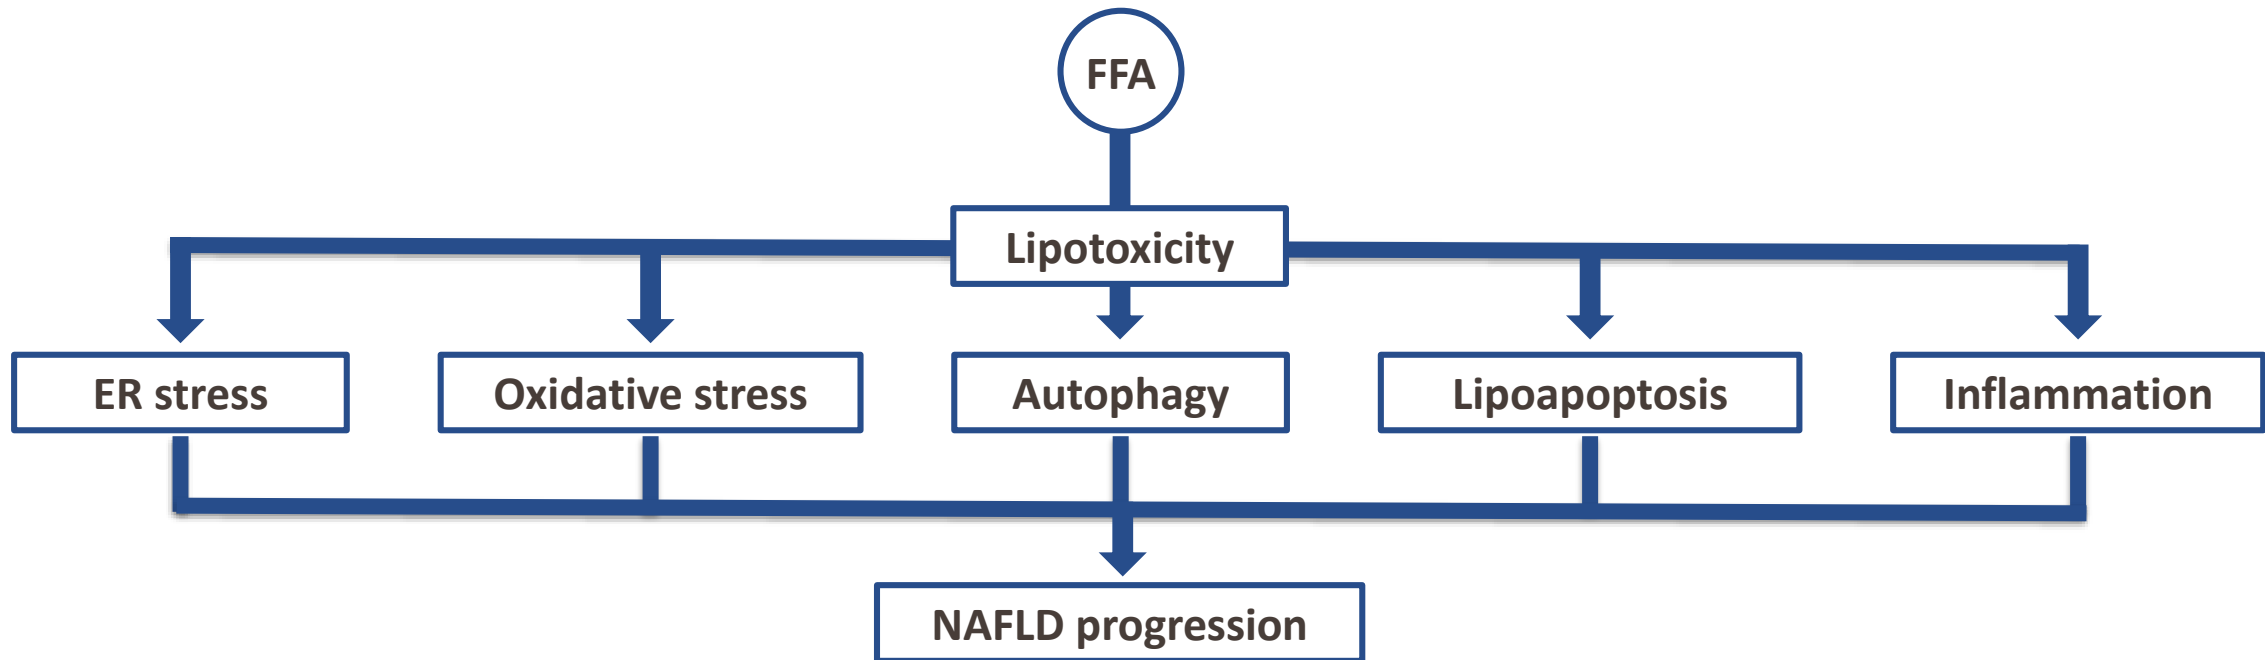 FFA
Lipotoxicity
ER stress
Oxidative stress
Autophagy
Lipoapoptosis
Inflammation
NAFLD progression